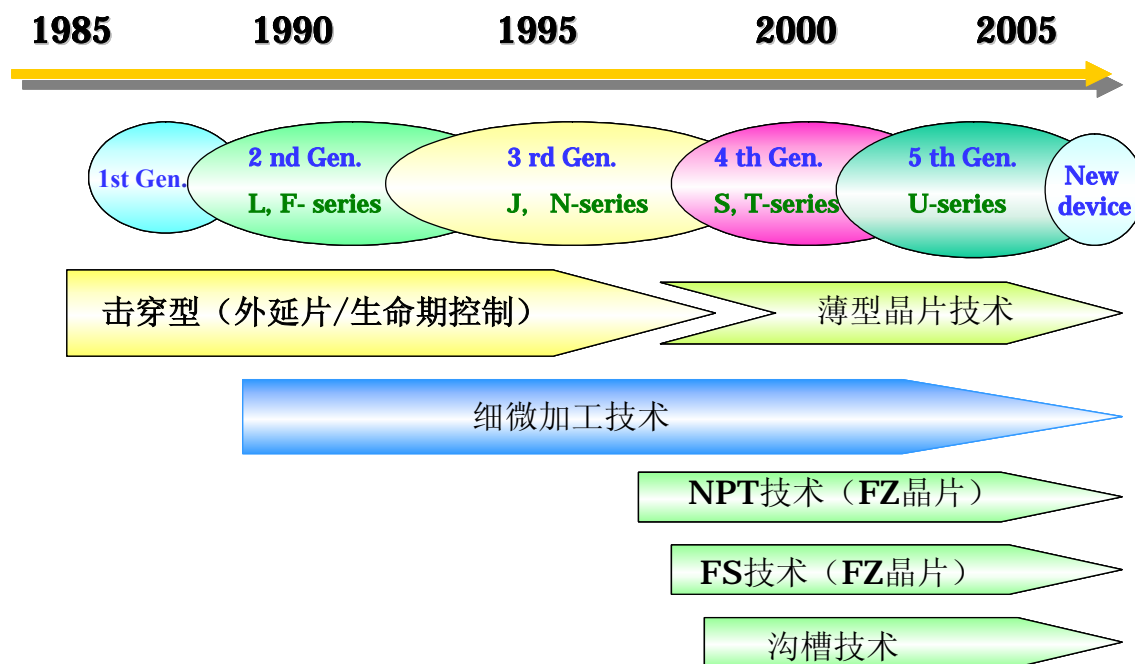 1985 1990 1995 2000 2005
1st Gen.
2 nd Gen.
L, F- series
3 rd Gen.
J, N-series
4 th Gen.
S, T-series
5 th Gen.
U-series
New
device
击穿型（外延片/生命期控制）
薄型晶片技术
细微加工技术
NPT技术（FZ晶片）
FS技术（FZ晶片）
沟槽技术